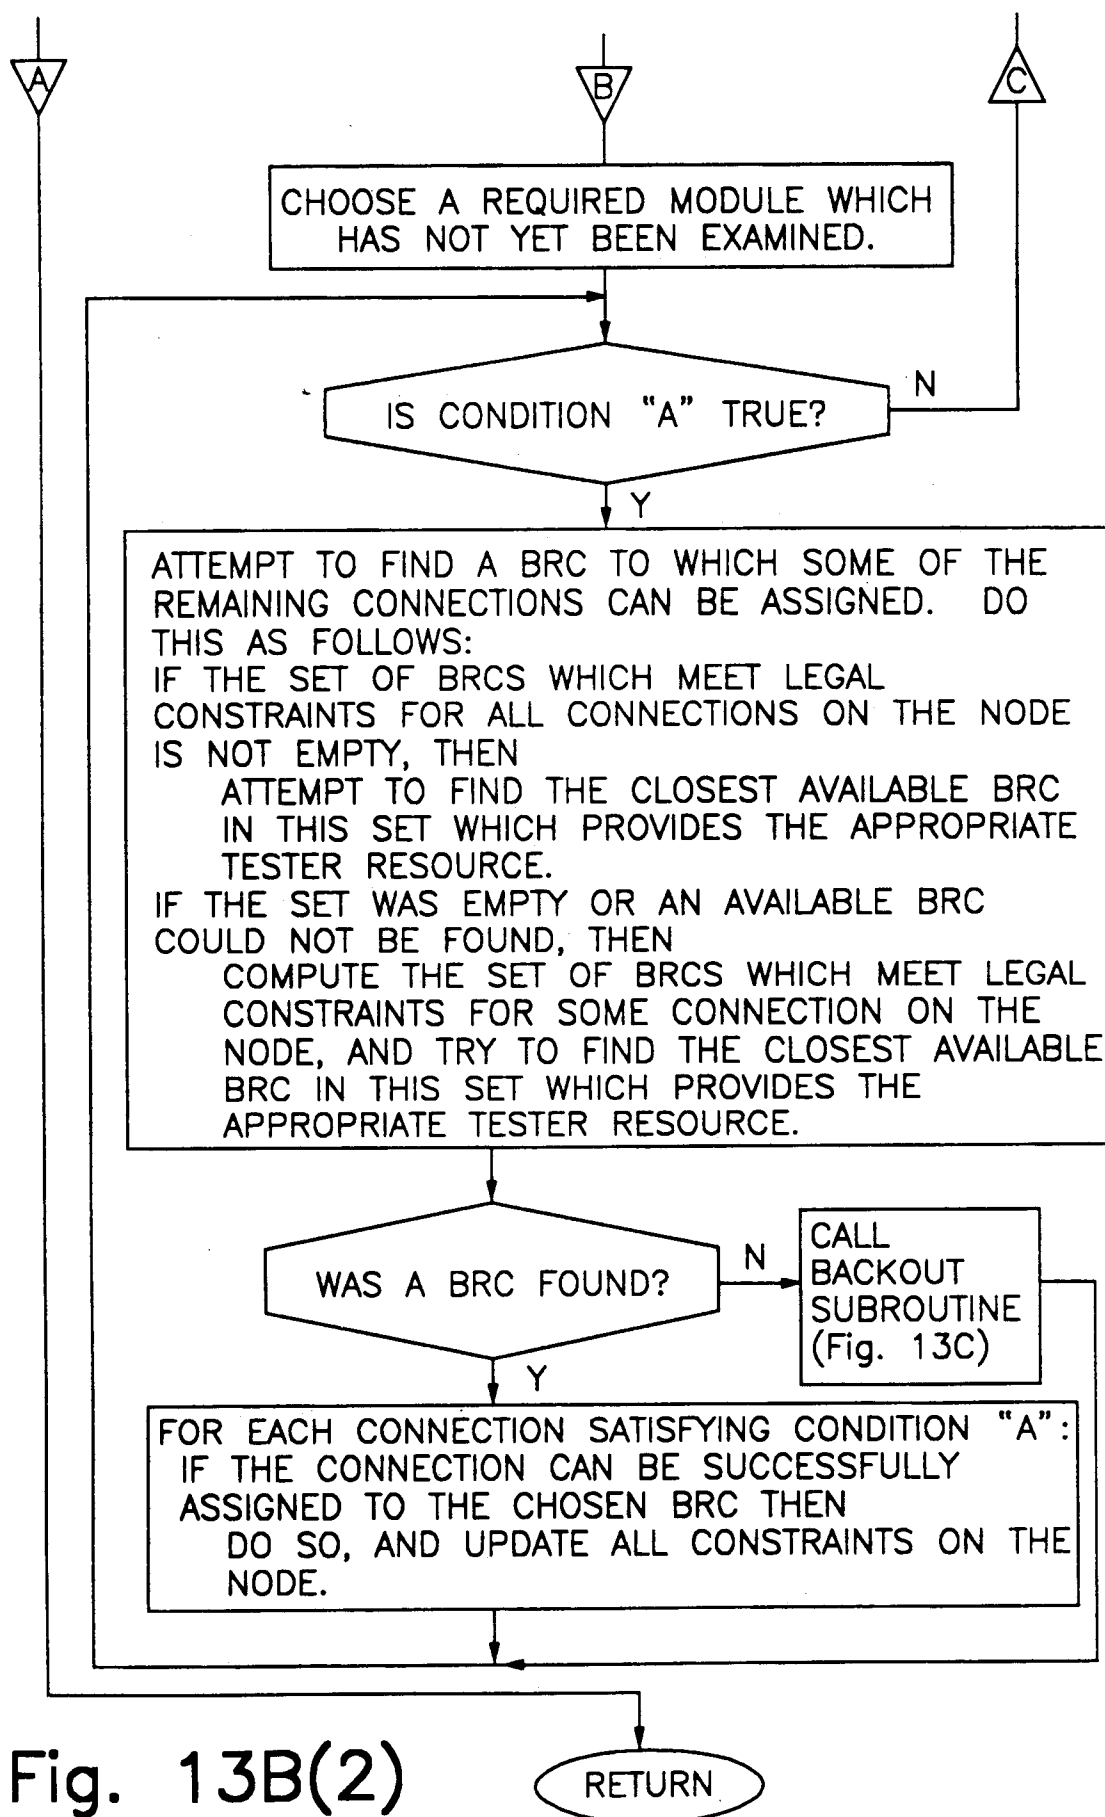 A
B
C
CHOOSE A REQUIRED MODULE WHICH
HAS NOT YET BEEN EXAMINED.
IS CONDITION "A" TRUE?
N
Y
ATTEMPT TO FIND A BRC TO WHICH SOME OF THE
REMAINING CONNECTIONS CAN BE ASSIGNED. DO
THIS AS FOLLOWS:
IF THE SET OF BRCS WHICH MEET LEGAL
CONSTRAINTS FOR ALL CONNECTIONS ON THE NODE
IS NOT EMPTY, THEN
ATTEMPT TO FIND THE CLOSEST AVAILABLE BRC
IN THIS SET WHICH PROVIDES THE APPROPRIATE
TESTER RESOURCE.
IF THE SET WAS EMPTY OR AN AVAILABLE BRC
COULD NOT BE FOUND, THEN
COMPUTE THE SET OF BRCS WHICH MEET LEGAL
CONSTRAINTS FOR SOME CONNECTION ON THE
NODE, AND TRY TO FIND THE CLOSEST AVAILABLE
BRC IN THIS SET WHICH PROVIDES THE
APPROPRIATE TESTER RESOURCE.
WAS A BRC FOUND?
N
CALL
BACKOUT
SUBROUTINE
(Fig. 13C)
Y
FOR EACH CONNECTION SATISFYING CONDITION "A":
IF THE CONNECTION CAN BE SUCCESSFULLY
ASSIGNED TO THE CHOSEN BRC THEN
DO SO, AND UPDATE ALL CONSTRAINTS ON THE
NODE.
RETURN
Fig. 13B(2)